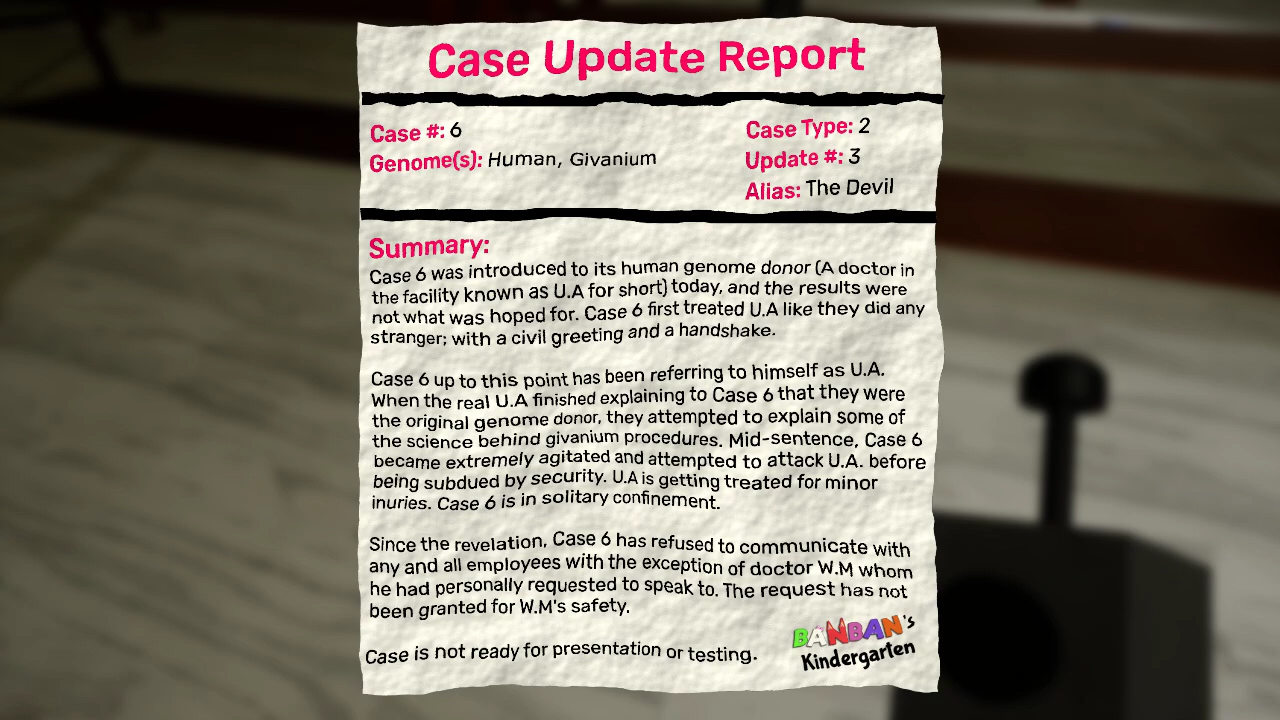 Case Update Report
Case #: 6
Genome(s): Human, Givanium
Case Type: 2
Update #: 3
Alias: The Devil
Summary:
Case 6 was introduced to its human genome donor (A doctor in
the facility known as U.A for short) today, and the results were
not what was hoped for. Case 6 first treated U.A like they did any
stranger; with a civil greeting and a handshake.
Case 6 up to this point has been referring to himself as U.A.
When the real U.A finished explaining to Case 6 that they were
the original genome donor, they attempted to explain some of
the science behind givanium procedures. Mid-sentence, Case 6
became extremely agitated and attempted to attack U.A. before
being subdued by security. U.A is getting treated for minor
inuries. Case 6 is in solitary confinement.
Since the revelation, Case 6 has refused to communicate with
any and all employees with the exception of doctor W.M whom
he had personally requested to speak to. The request has not
been granted for W.M's safety.
Case is not ready for presentation or testing.
BANBAN's
Kindergarten